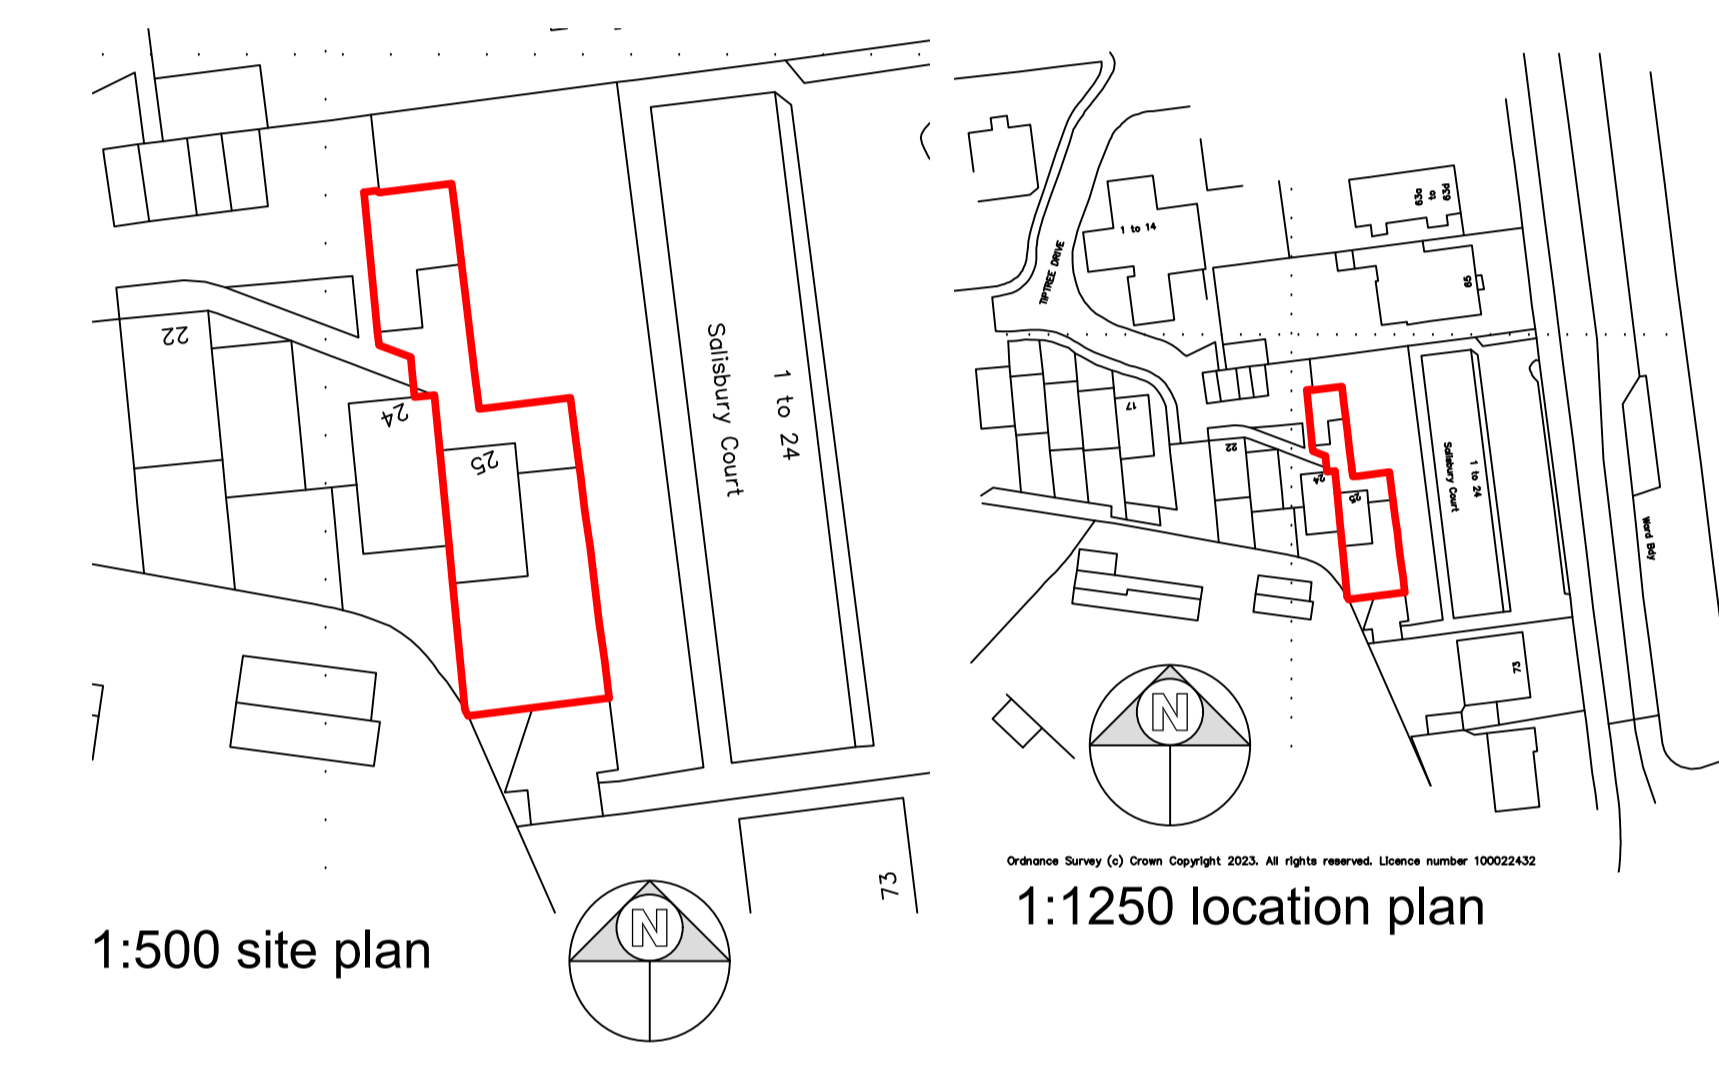 22
24
25
Salisbury Court
1 to 24
73
N
1:500 site plan
TIPTREE DRIVE
1 to 14
63a
to
63d
65
17
22
24
25
Salisbury Court
1 to 24
Ward Bdy
73
N
Ordnance Survey (c) Crown Copyright 2023. All rights reserved. Licence number 100022432
1:1250 location plan